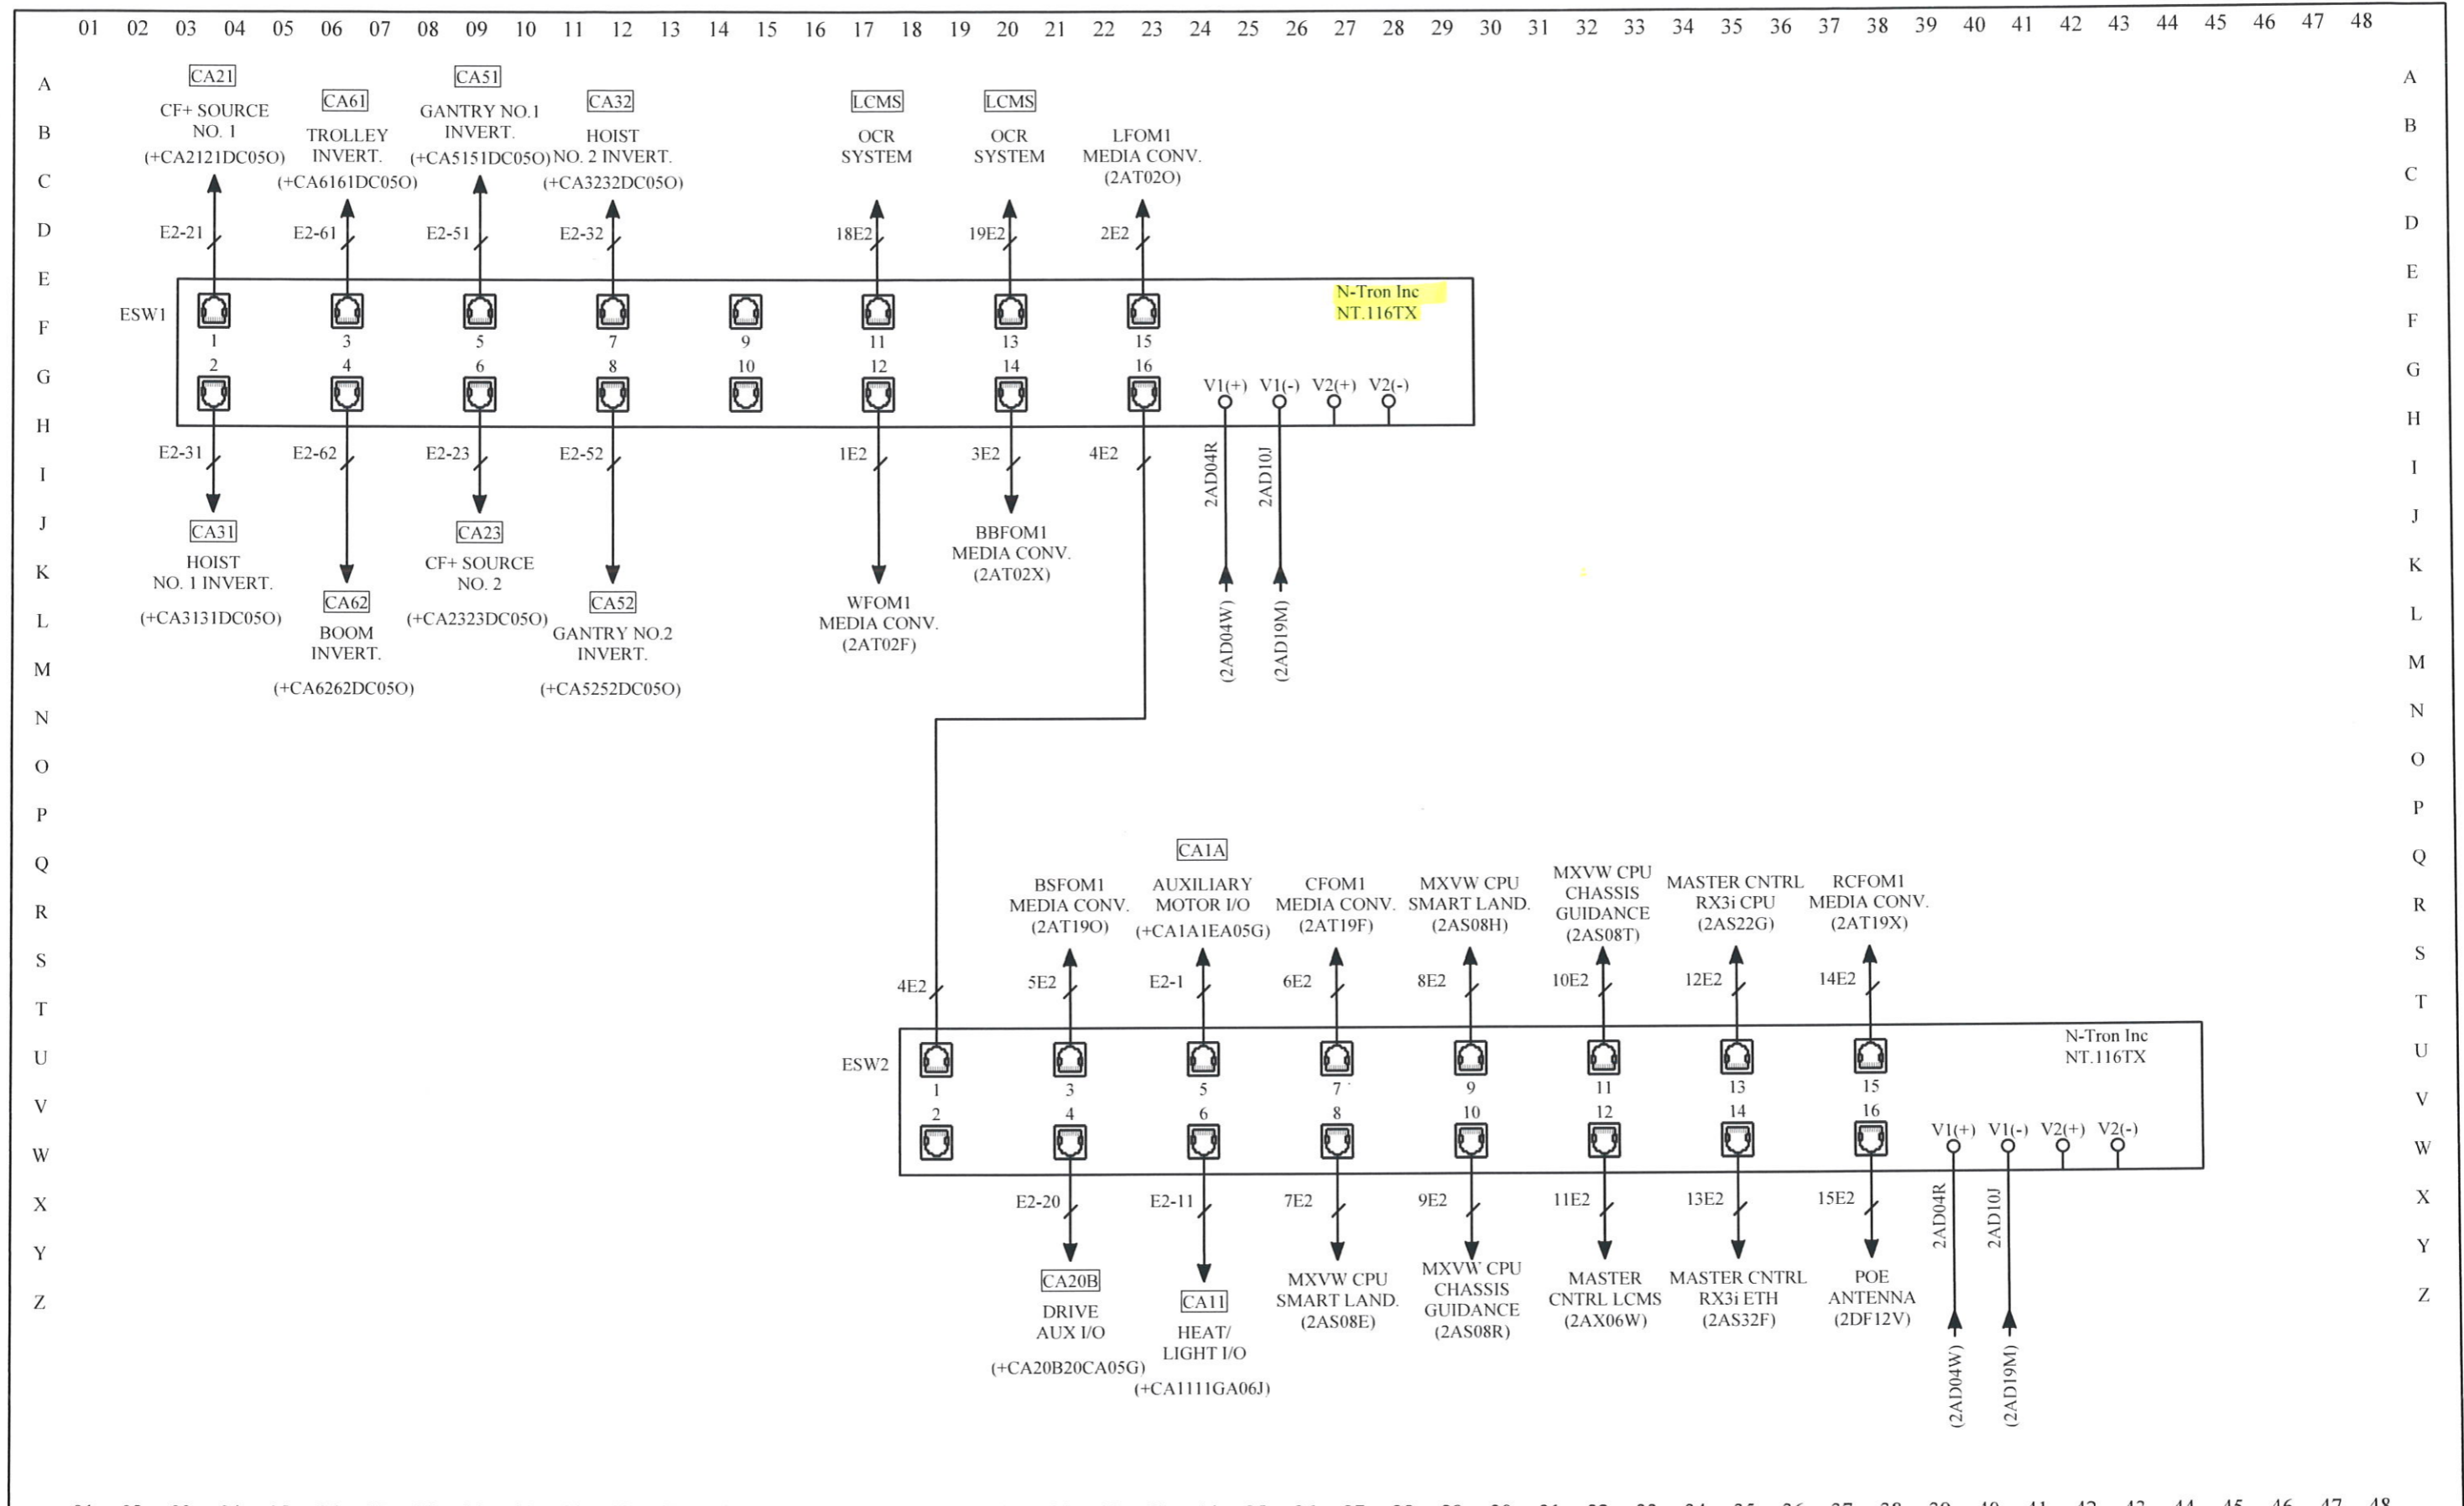 01 02 03 04 05 06 07 08 09 10 11 12 13 14 15 16 17 18 19 20 21 22 23 24 25 26 27 28 29 30 31 32 33 34 35 36 37 38 39 40 41 42 43 44 45 46 47 48
A
B
C
D
E
F
G
H
I
J
K
L
M
N
O
P
Q
R
S
T
U
V
W
X
Y
Z
CA21
CF+ SOURCE
NO. 1
(+CA2121DC05O)
E2-21
CA61
TROLLEY
INVERT.
(+CA6161DC05O)
E2-61
CA51
GANTRY NO.1
INVERT.
(+CA5151DC05O)
E2-51
CA32
HOIST
NO. 2 INVERT.
(+CA3232DC05O)
E2-32
LCMS
OCR
SYSTEM
18E2
LCMS
OCR
SYSTEM
19E2
LFOM1
MEDIA CONV.
(2AT02O)
2E2
ESW1
N-Tron Inc
NT.116TX
1 3 5 7 9 11 13 15
2 4 6 8 10 12 14 16
V1(+) V1(-) V2(+) V2(-)
E2-31
CA31
HOIST
NO. 1 INVERT.
(+CA3131DC05O)
E2-62
CA62
BOOM
INVERT.
(+CA6262DC05O)
E2-23
CA23
CF+ SOURCE
NO. 2
(+CA2323DC05O)
E2-52
CA52
GANTRY NO.2
INVERT.
(+CA5252DC05O)
1E2
WFOM1
MEDIA CONV.
(2AT02F)
3E2
BBFOM1
MEDIA CONV.
(2AT02X)
4E2
2AD04R
(2AD04W)
2AD10J
(2AD19M)
4E2
BSFOM1
MEDIA CONV.
(2AT19O)
5E2
CA1A
AUXILIARY
MOTOR I/O
(+CA1A1EA05G)
E2-1
CFOM1
MEDIA CONV.
(2AT19F)
6E2
MXVW CPU
SMART LAND.
(2AS08H)
8E2
MXVW CPU
CHASSIS
GUIDANCE
(2AS08T)
10E2
MASTER CNTRL
RX3i CPU
(2AS22G)
12E2
RCFOM1
MEDIA CONV.
(2AT19X)
14E2
ESW2
N-Tron Inc
NT.116TX
1 3 5 7 9 11 13 15
2 4 6 8 10 12 14 16
V1(+) V1(-) V2(+) V2(-)
E2-20
CA20B
DRIVE
AUX I/O
(+CA20B20CA05G)
E2-11
CA11
HEAT/
LIGHT I/O
(+CA1111GA06J)
7E2
MXVW CPU
SMART LAND.
(2AS08E)
9E2
MXVW CPU
CHASSIS
GUIDANCE
(2AS08R)
11E2
MASTER
CNTRL LCMS
(2AX06W)
13E2
MASTER CNTRL
RX3i ETH
(2AS32F)
15E2
POE
ANTENNA
(2DF12V)
2AD04R
(2AD04W)
2AD10J
(2AD19M)
A
B
C
D
E
F
G
H
I
J
K
L
M
N
O
P
Q
R
S
T
U
V
W
X
Y
Z